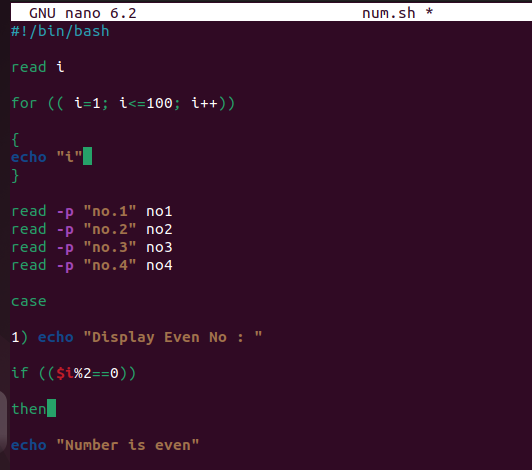 GNU nano 6.2 num.sh *
#!/bin/bash
read i
for (( i=1; i<=100; i++))
{
echo "i"
}
read -p "no.1" no1
read -p "no.2" no2
read -p "no.3" no3
read -p "no.4" no4
case
1) echo "Display Even No : "
if (($i%2==0))
then
echo "Number is even"